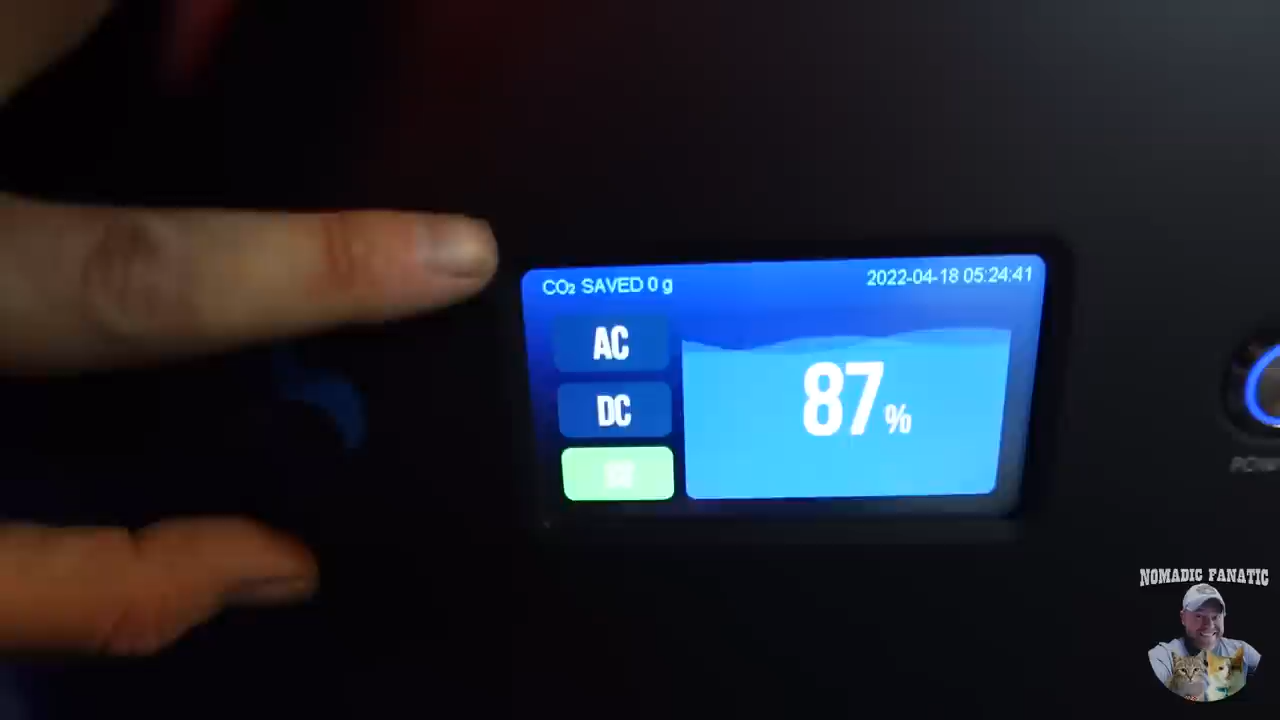 CO₂ SAVED 0 g
2022-04-18 05:24:41
AC
DC
87%
NOMADIC FANATIC